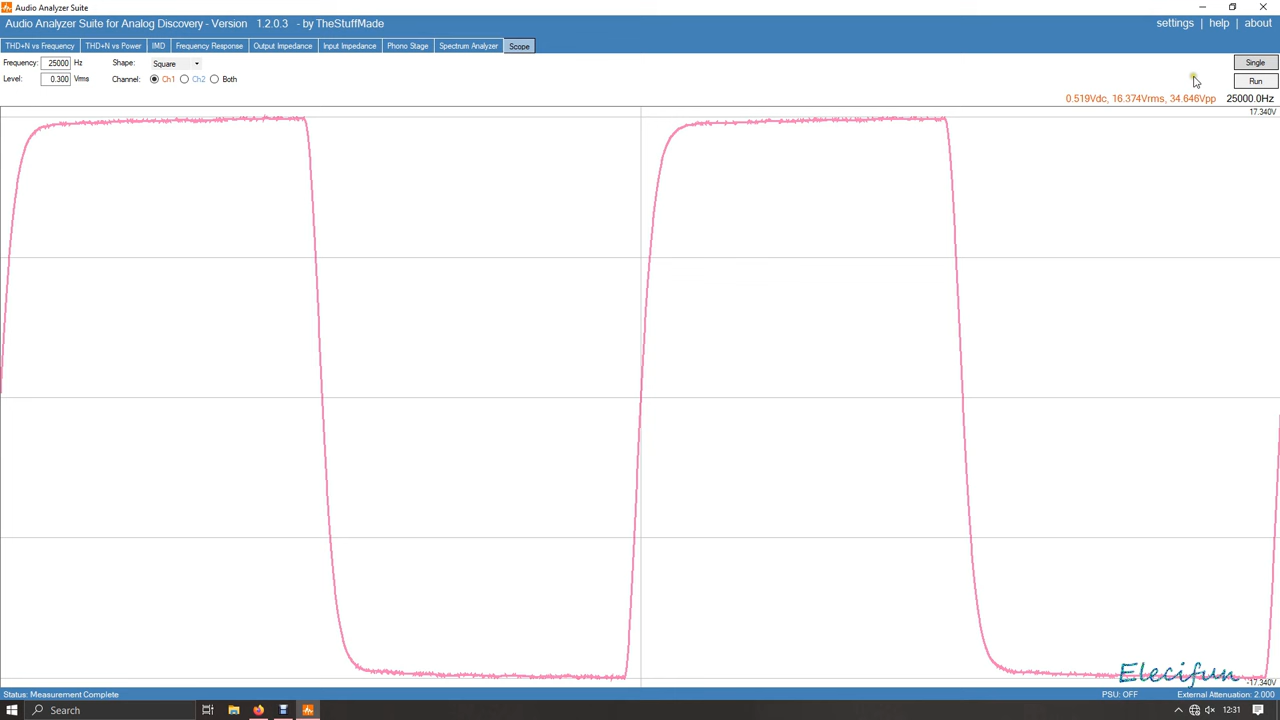 Audio Analyzer Suite
Audio Analyzer Suite for Analog Discovery - Version 1.2.0.3 - by TheStuffMade
settings | help | about
THD+N vs Frequency THD+N vs Power IMD Frequency Response Output Impedance Input Impedance Phono Stage Spectrum Analyzer Scope
Frequency: 25000 Hz Shape: Square Single
Level: 0.300 Vrms Channel: Ch1 Ch2 Both Run
0.519Vdc, 16.374Vrms, 34.646Vpp 25000.0Hz
17.340V
Elecifun
-17.340V
Status: Measurement Complete PSU: OFF External Attenuation: 2.000
Search 12:31